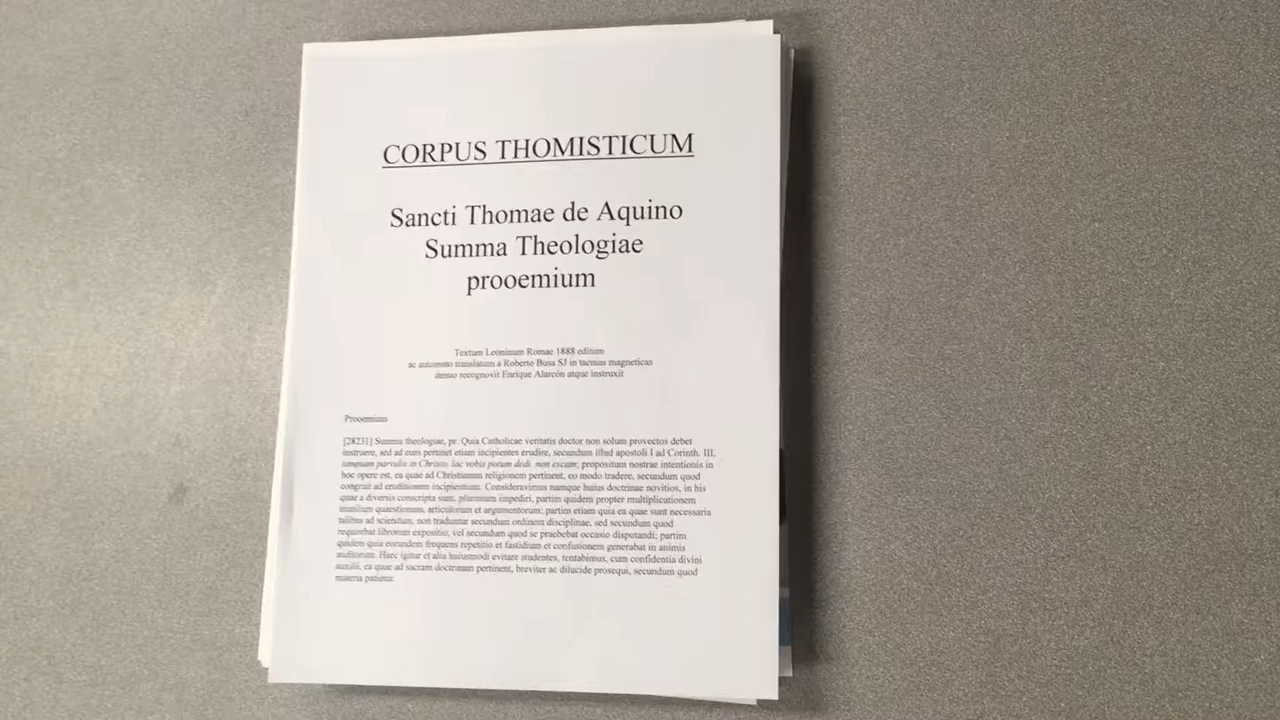 CORPUS THOMISTICUM
Sancti Thomae de Aquino
Summa Theologiae
prooemium
Textum Leoninum Romae 1888 editum
ac automato translatum a Roberto Busa SJ in taenias magneticas
denuo recognovit Enrique Alarcón atque instruxit
Prooemium
[28231] Summa theologiae, pr. Quia Catholicae veritatis doctor non solum provectos debet
instruere, sed ad eum pertinet etiam incipientes erudire, secundum illud apostoli I ad Corinth. III,
tanquam parvulis in Christo, lac vobis potum dedi, non escam; propositum nostrae intentionis in
hoc opere est, ea quae ad Christianam religionem pertinent, eo modo tradere, secundum quod
congruit ad eruditionem incipientium. Consideravimus namque huius doctrinae novitios, in his
quae a diversis conscripta sunt, plurimum impediri, partim quidem propter multiplicationem
inutilium quaestionum, articulorum et argumentorum; partim etiam quia ea quae sunt necessaria
talibus ad sciendum, non traduntur secundum ordinem disciplinae, sed secundum quod
requirebat librorum expositio, vel secundum quod se praebebat occasio disputandi; partim
quidem quia eorundem frequens repetitio et fastidium et confusionem generabat in animis
auditorum. Haec igitur et alia huiusmodi evitare studentes, tentabimus, cum confidentia divini
auxilii, ea quae ad sacram doctrinam pertinent, breviter ac dilucide prosequi, secundum quod
materia patietur.